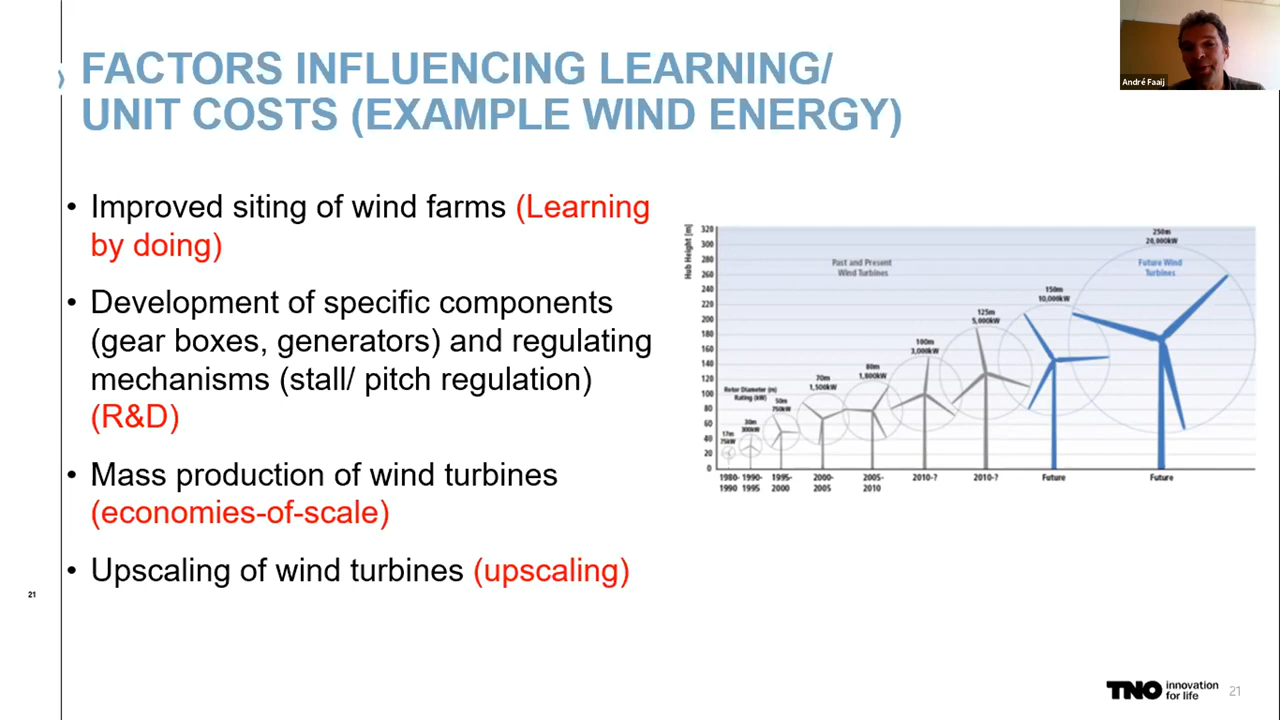 FACTORS INFLUENCING LEARNING/
UNIT COSTS (EXAMPLE WIND ENERGY)
André Faaij
• Improved siting of wind farms (Learning
by doing)
• Development of specific components
(gear boxes, generators) and regulating
mechanisms (stall/ pitch regulation)
(R&D)
• Mass production of wind turbines
(economies-of-scale)
• Upscaling of wind turbines (upscaling)
Hub Height [m]
320
300
280
260
240
220
200
180
160
140
120
100
80
60
40
20
0
Past and Present
Wind Turbines
Future Wind
Turbines
Rotor Diameter (m)
Rating (kW)
17m
75kW
30m
300kW
50m
750kW
70m
1,500kW
80m
1,800kW
100m
3,000kW
125m
5,000kW
150m
10,000kW
250m
20,000kW
1980-
1990
1990-
1995
1995-
2000
2000-
2005
2005-
2010
2010-?
2010-?
Future
Future
21
TNO innovation
for life
21